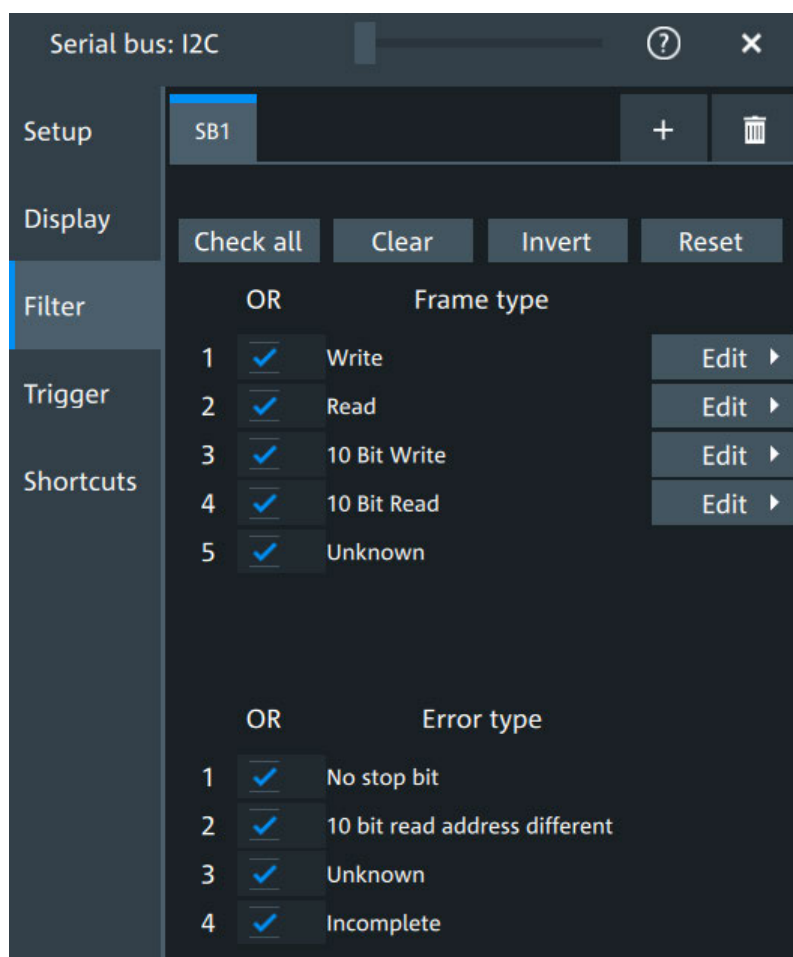 Serial bus: I2C ? ×
Setup
SB1 +
Display
Check all Clear Invert Reset
Filter
OR Frame type
1 Write Edit
Trigger
2 Read Edit
3 10 Bit Write Edit
Shortcuts
4 10 Bit Read Edit
5 Unknown
OR Error type
1 No stop bit
2 10 bit read address different
3 Unknown
4 Incomplete